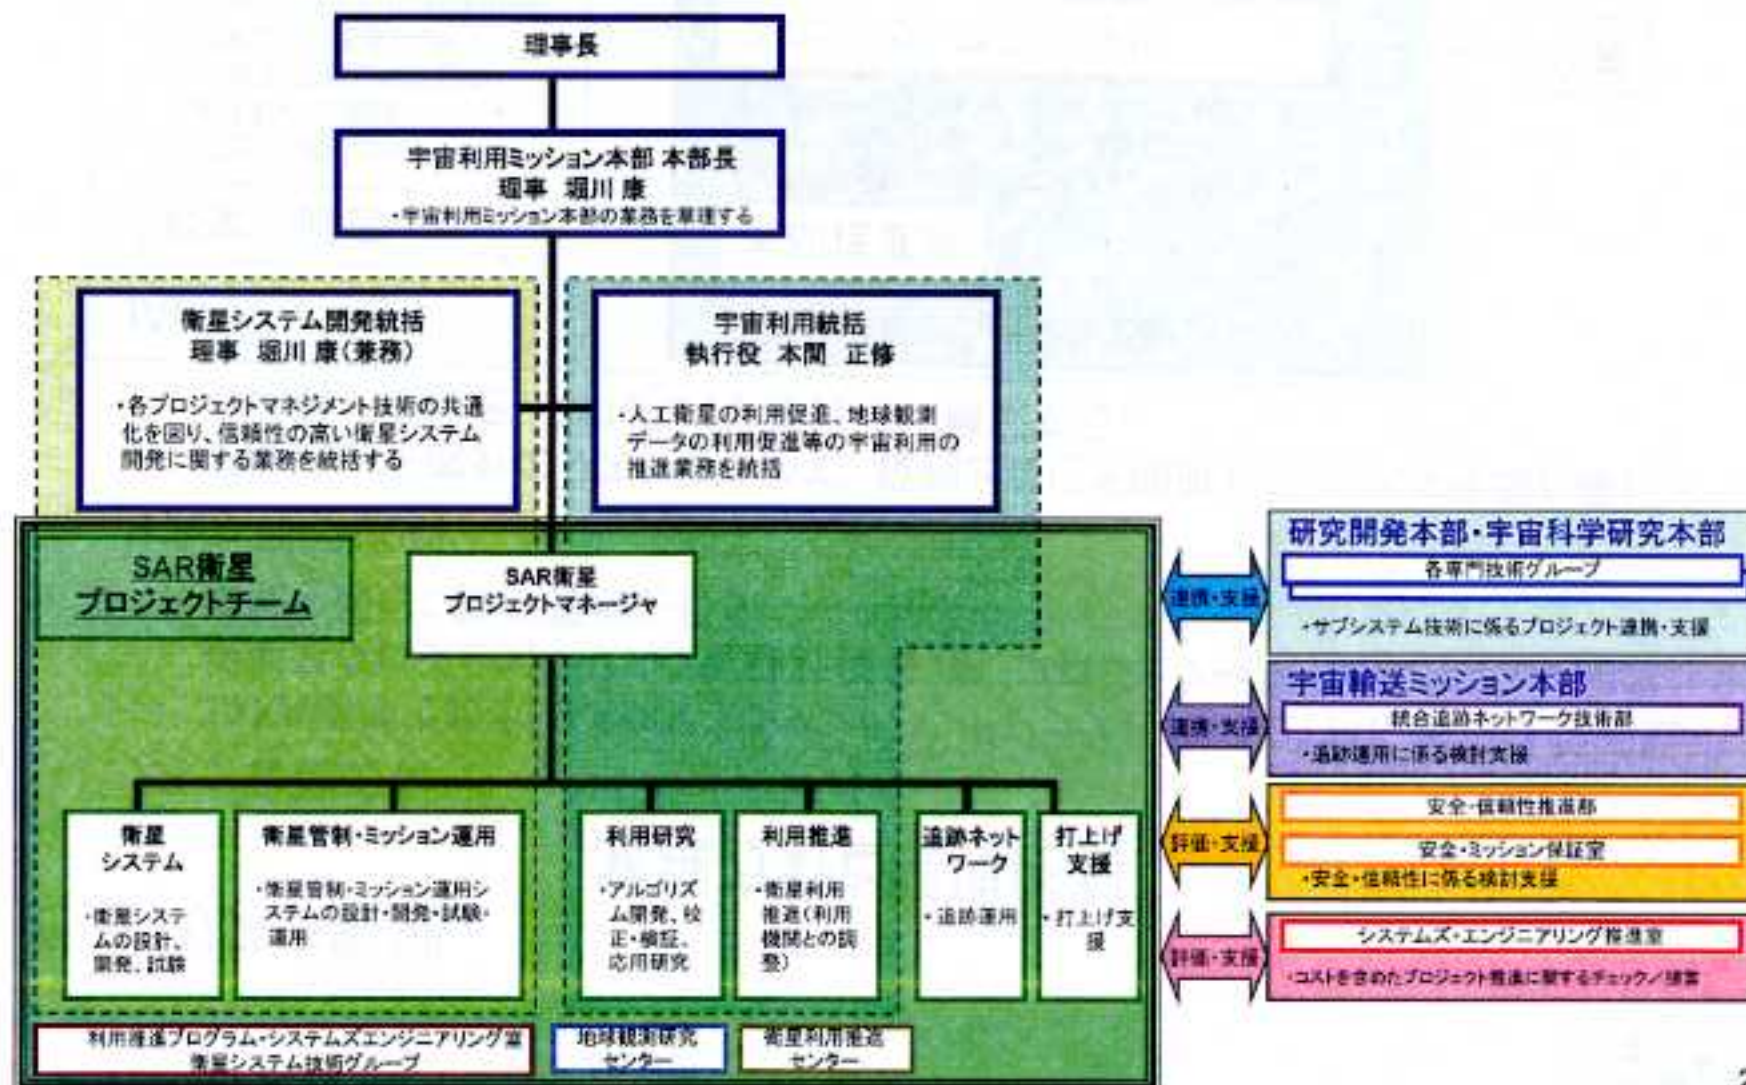 理事長
宇宙利用ミッション本部 本部長
理事 堀川 康
・宇宙利用ミッション本部の業務を掌理する
衛星システム開発統括
理事 堀川 康(兼務)
・各プロジェクトマネジメント技術の共通
化を図り、信頼性の高い衛星システム
開発に関する業務を統括する
宇宙利用統括
執行役 本間 正修
・人工衛星の利用促進、地球観測
データの利用促進等の宇宙利用の
推進業務を統括
SAR衛星
プロジェクトチーム
SAR衛星
プロジェクトマネージャ
衛星
システム
・衛星システ
ムの設計、
開発、試験
衛星管制・ミッション運用
・衛星管制・ミッション運用シ
ステムの設計・開発・試験・
運用
利用研究
・アルゴリズ
ム開発、校
正・検証、
応用研究
利用推進
・衛星利用
推進(利用
機関との調
整)
追跡ネット
ワーク
・追跡運用
打上げ
支援
・打上げ支
援
利用推進プログラム・システムズエンジニアリング室
衛星システム技術グループ
地球観測研究
センター
衛星利用推進
センター
連携・支援
研究開発本部・宇宙科学研究本部
各専門技術グループ
・サブシステム技術に係るプロジェクト連携・支援
連携・支援
宇宙輸送ミッション本部
統合追跡ネットワーク技術部
・追跡運用に係る検討支援
評価・支援
安全・信頼性推進部
安全・ミッション保証室
・安全・信頼性に係る検討支援
評価・支援
システムズ・エンジニアリング推進室
・コストを含めたプロジェクト推進に関するチェック/提言